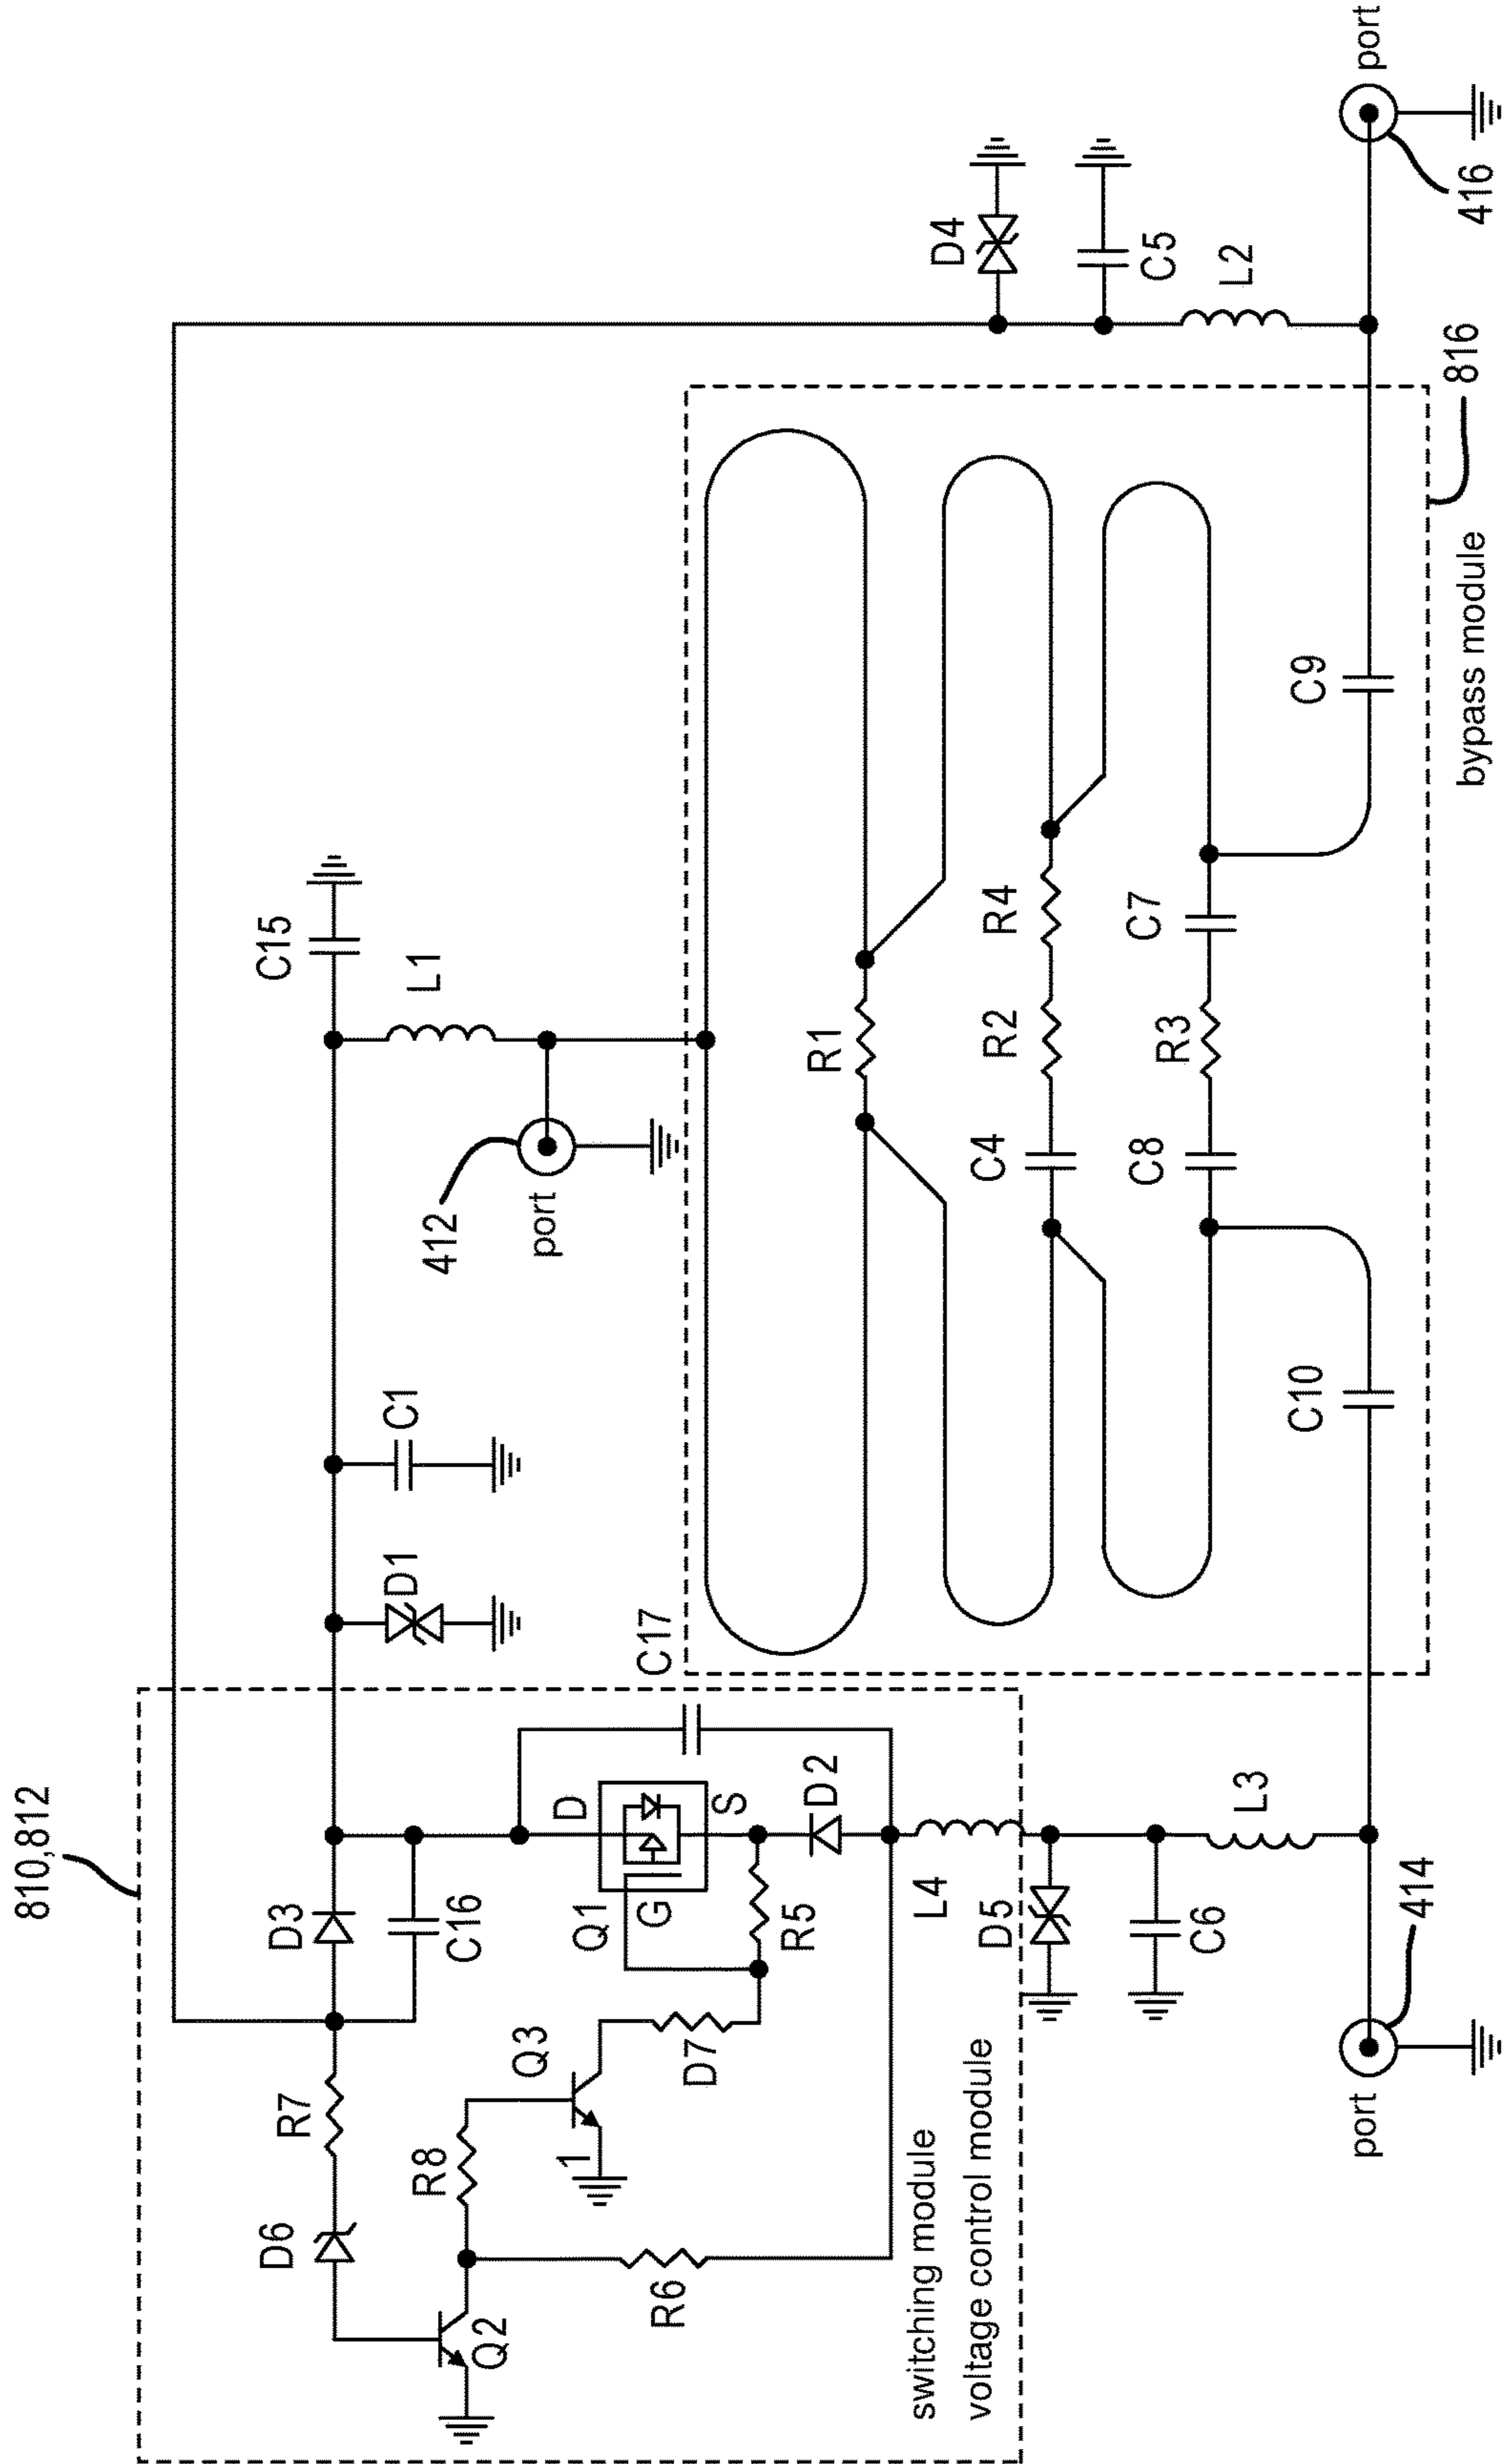 810,812
D3
C16
R7
D6
Q2
R8
Q3
1
D7
R6
Q1
G
D
S
R5
D2
C17
L4
D5
C6
L3
414
port
switching module
voltage control module
D1
C1
C15
L1
412
port
R1
R2
R4
C4
C8
R3
C7
C10
C9
816
bypass module
D4
C5
L2
416
port